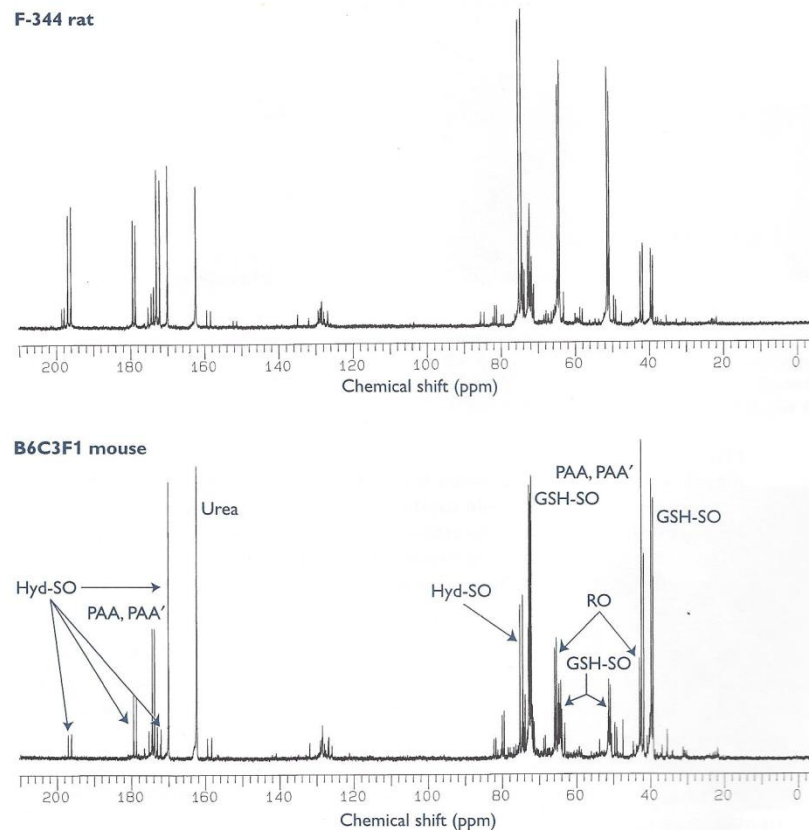 F-344 rat
200 180 160 140 120 100 80 60 40 20 0
Chemical shift (ppm)
B6C3F1 mouse
PAA, PAA′
GSH-SO
Urea
GSH-SO
Hyd-SO
PAA, PAA′
Hyd-SO
RO
GSH-SO
200 180 160 140 120 100 80 60 40 20 0
Chemical shift (ppm)